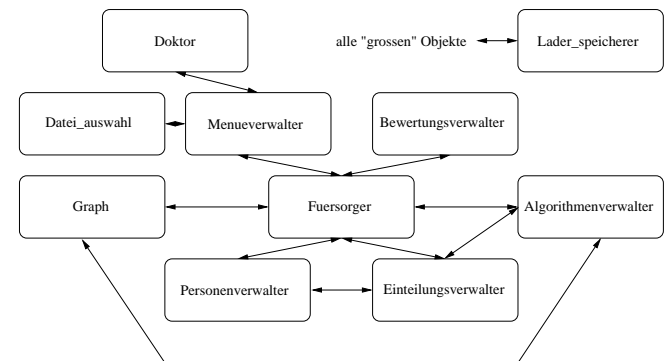 Doktor
alle "grossen" Objekte
Lader_speicherer
Datei_auswahl
Menueverwalter
Bewertungsverwalter
Graph
Fuersorger
Algorithmenverwalter
Personenverwalter
Einteilungsverwalter